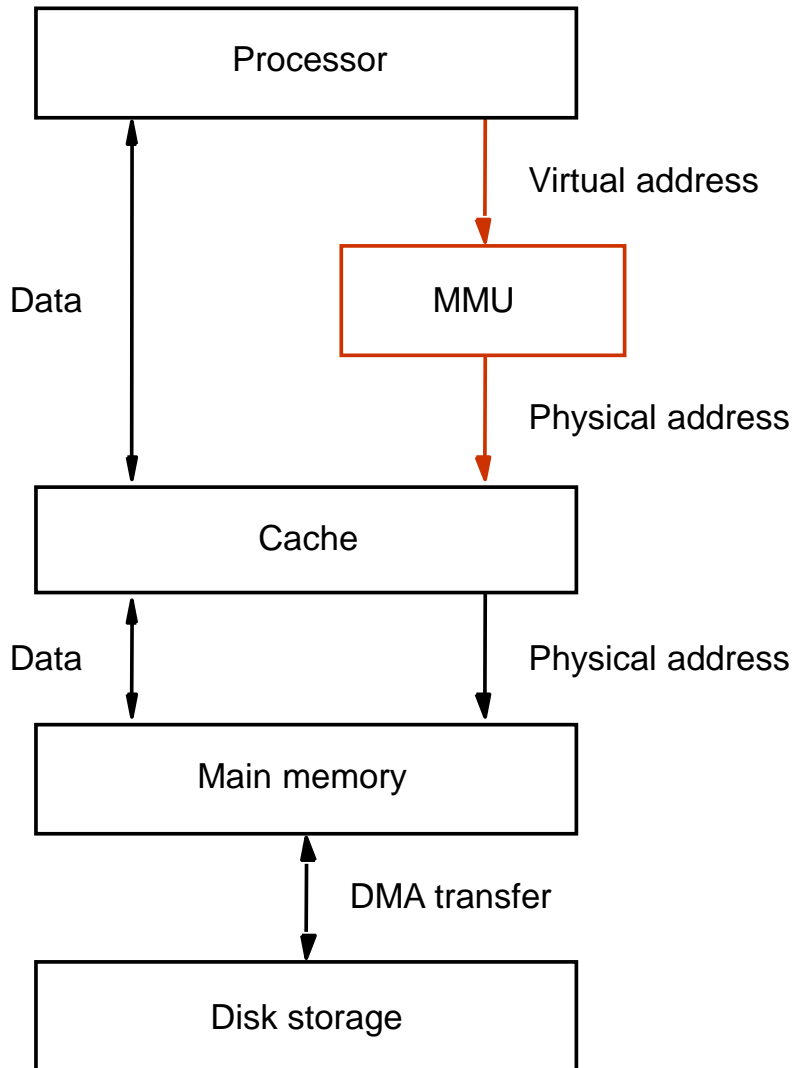 Processor
Virtual address
Data
MMU
Physical address
Cache
Data
Physical address
Main memory
DMA transfer
Disk storage